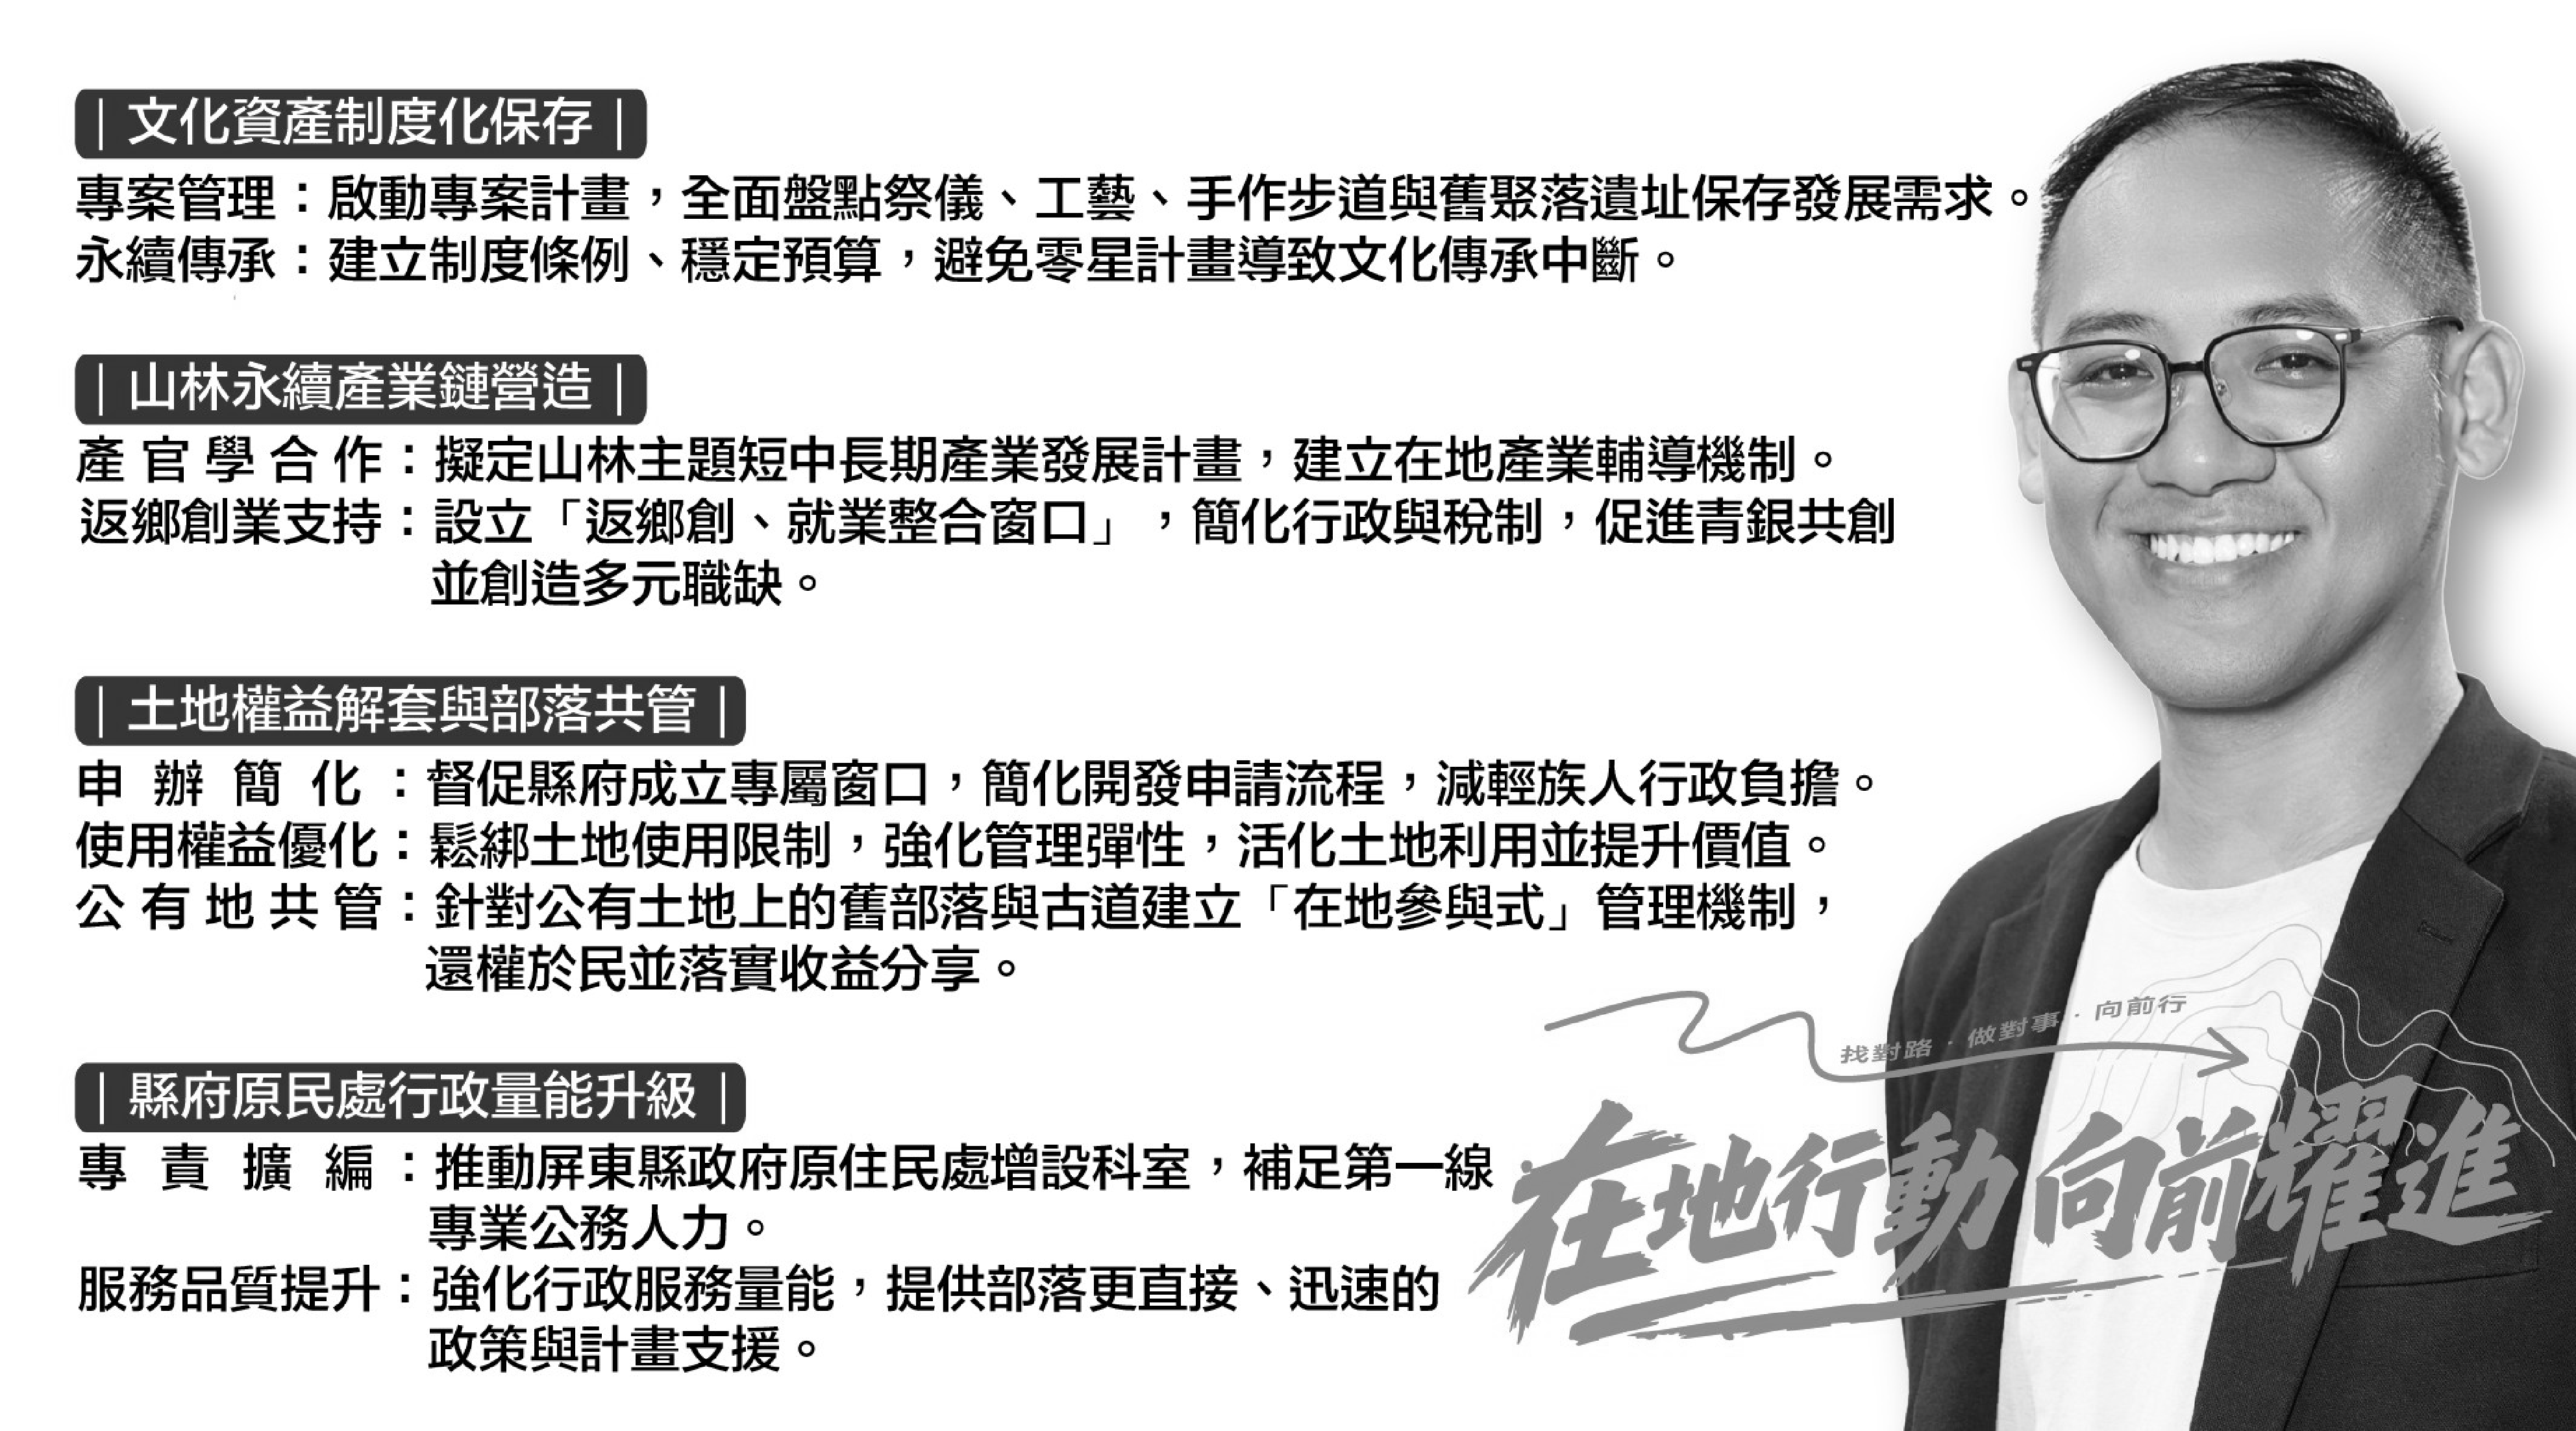 ｜文化資產制度化保存｜
專案管理：啟動專案計畫，全面盤點祭儀、工藝、手作步道與舊聚落遺址保存發展需求。
永續傳承：建立制度條例、穩定預算，避免零星計畫導致文化傳承中斷。
｜山林永續產業鏈營造｜
產官學合作：擬定山林主題短中長期產業發展計畫，建立在地產業輔導機制。
返鄉創業支持：設立「返鄉創、就業整合窗口」，簡化行政與稅制，促進青銀共創
並創造多元職缺。
｜土地權益解套與部落共管｜
申辦簡化：督促縣府成立專屬窗口，簡化開發申請流程，減輕族人行政負擔。
使用權益優化：鬆綁土地使用限制，強化管理彈性，活化土地利用並提升價值。
公有地共管：針對公有土地上的舊部落與古道建立「在地參與式」管理機制，
還權於民並落實收益分享。
｜縣府原民處行政量能升級｜
專責擴編：推動屏東縣政府原住民處增設科室，補足第一線
專業公務人力。
服務品質提升：強化行政服務量能，提供部落更直接、迅速的
政策與計畫支援。
找對路．做對事．向前行
在地行動 向前耀進